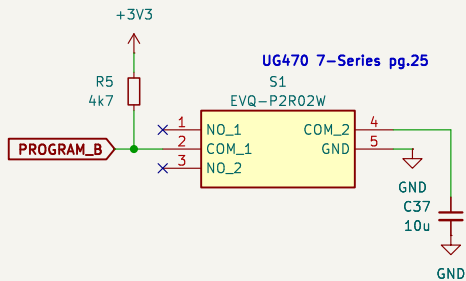 +3V3
UG470 7-Series pg.25
R5
4k7
S1
EVQ-P2R02W
1 NO_1 COM_2 4
PROGRAM_B 2 COM_1 GND 5
3 NO_2
GND
C37
10u
GND